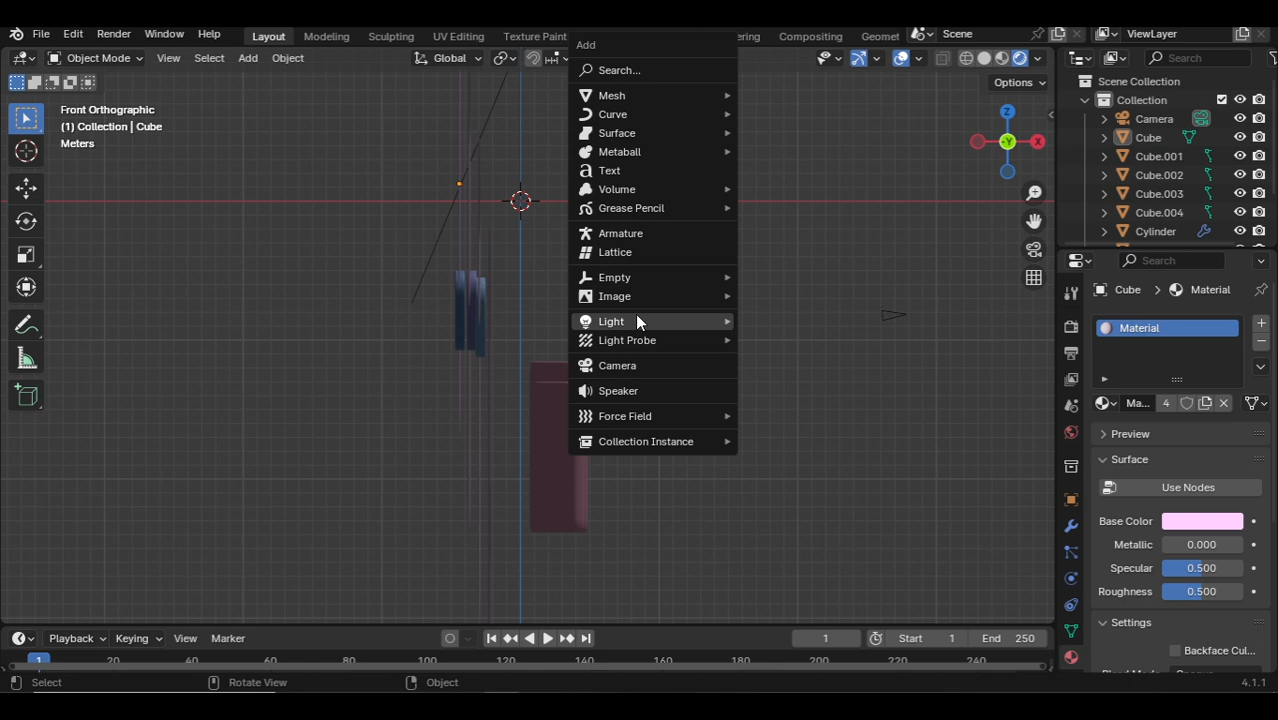 File Edit Render Window Help Layout Modeling Sculpting UV Editing Texture Paint ering Compositing Geomet Scene ViewLayer
Object Mode View Select Add Object Global Search
Options
Front Orthographic
(1) Collection | Cube
Meters
Add
Search...
Mesh
Curve
Surface
Metaball
Text
Volume
Grease Pencil
Armature
Lattice
Empty
Image
Light
Light Probe
Camera
Speaker
Force Field
Collection Instance
Z
-Y
X
Scene Collection
Collection
Camera
Cube
Cube.001
Cube.002
Cube.003
Cube.004
Cylinder
Search
Cube > Material
Material
Ma... 4
Preview
Surface
Use Nodes
Base Color
Metallic 0.000
Specular 0.500
Roughness 0.500
Settings
Backface Cul...
Playback Keying View Marker 1 Start 1 End 250
1 20 40 60 80 100 120 140 160 180 200 220 240
Select Rotate View Object 4.1.1